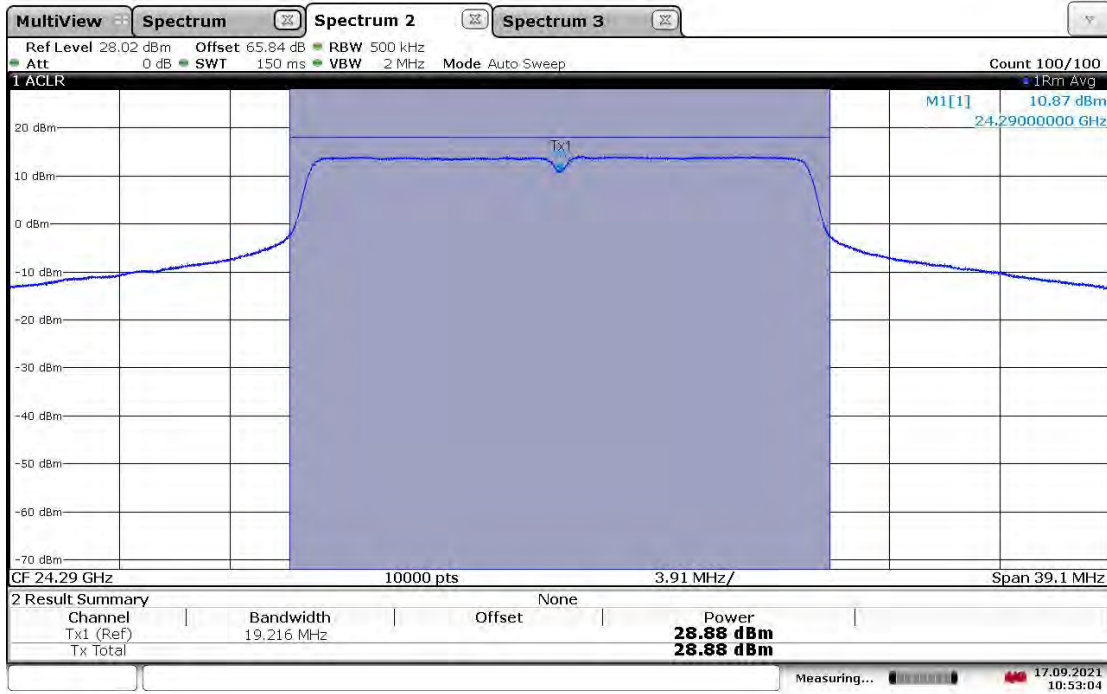 MultiView Spectrum Spectrum 2 Spectrum 3
Ref Level 28.02 dBm Offset 65.84 dB RBW 500 kHz
Att 0 dB SWT 150 ms VBW 2 MHz Mode Auto Sweep Count 100/100
1 ACLR 1Rm Avg
M1[1] 10.87 dBm
24.29000000 GHz
20 dBm
Tx1
10 dBm
0 dBm
-10 dBm
-20 dBm
-30 dBm
-40 dBm
-50 dBm
-60 dBm
-70 dBm
CF 24.29 GHz 10000 pts 3.91 MHz/ Span 39.1 MHz
2 Result Summary None
Channel Bandwidth Offset Power
Tx1 (Ref) 19.216 MHz 28.88 dBm
Tx Total 28.88 dBm
Measuring... 17.09.2021
10:53:04